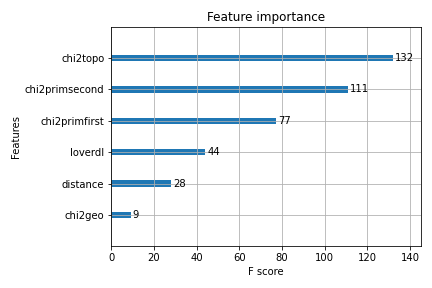 Feature importance
Features
chi2topo 132
chi2primsecond 111
chi2primfirst 77
loverdl 44
distance 28
chi2geo 9
0 20 40 60 80 100 120 140
F score